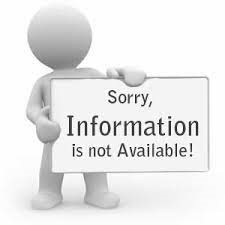 Sorry,
Information
is not Available!